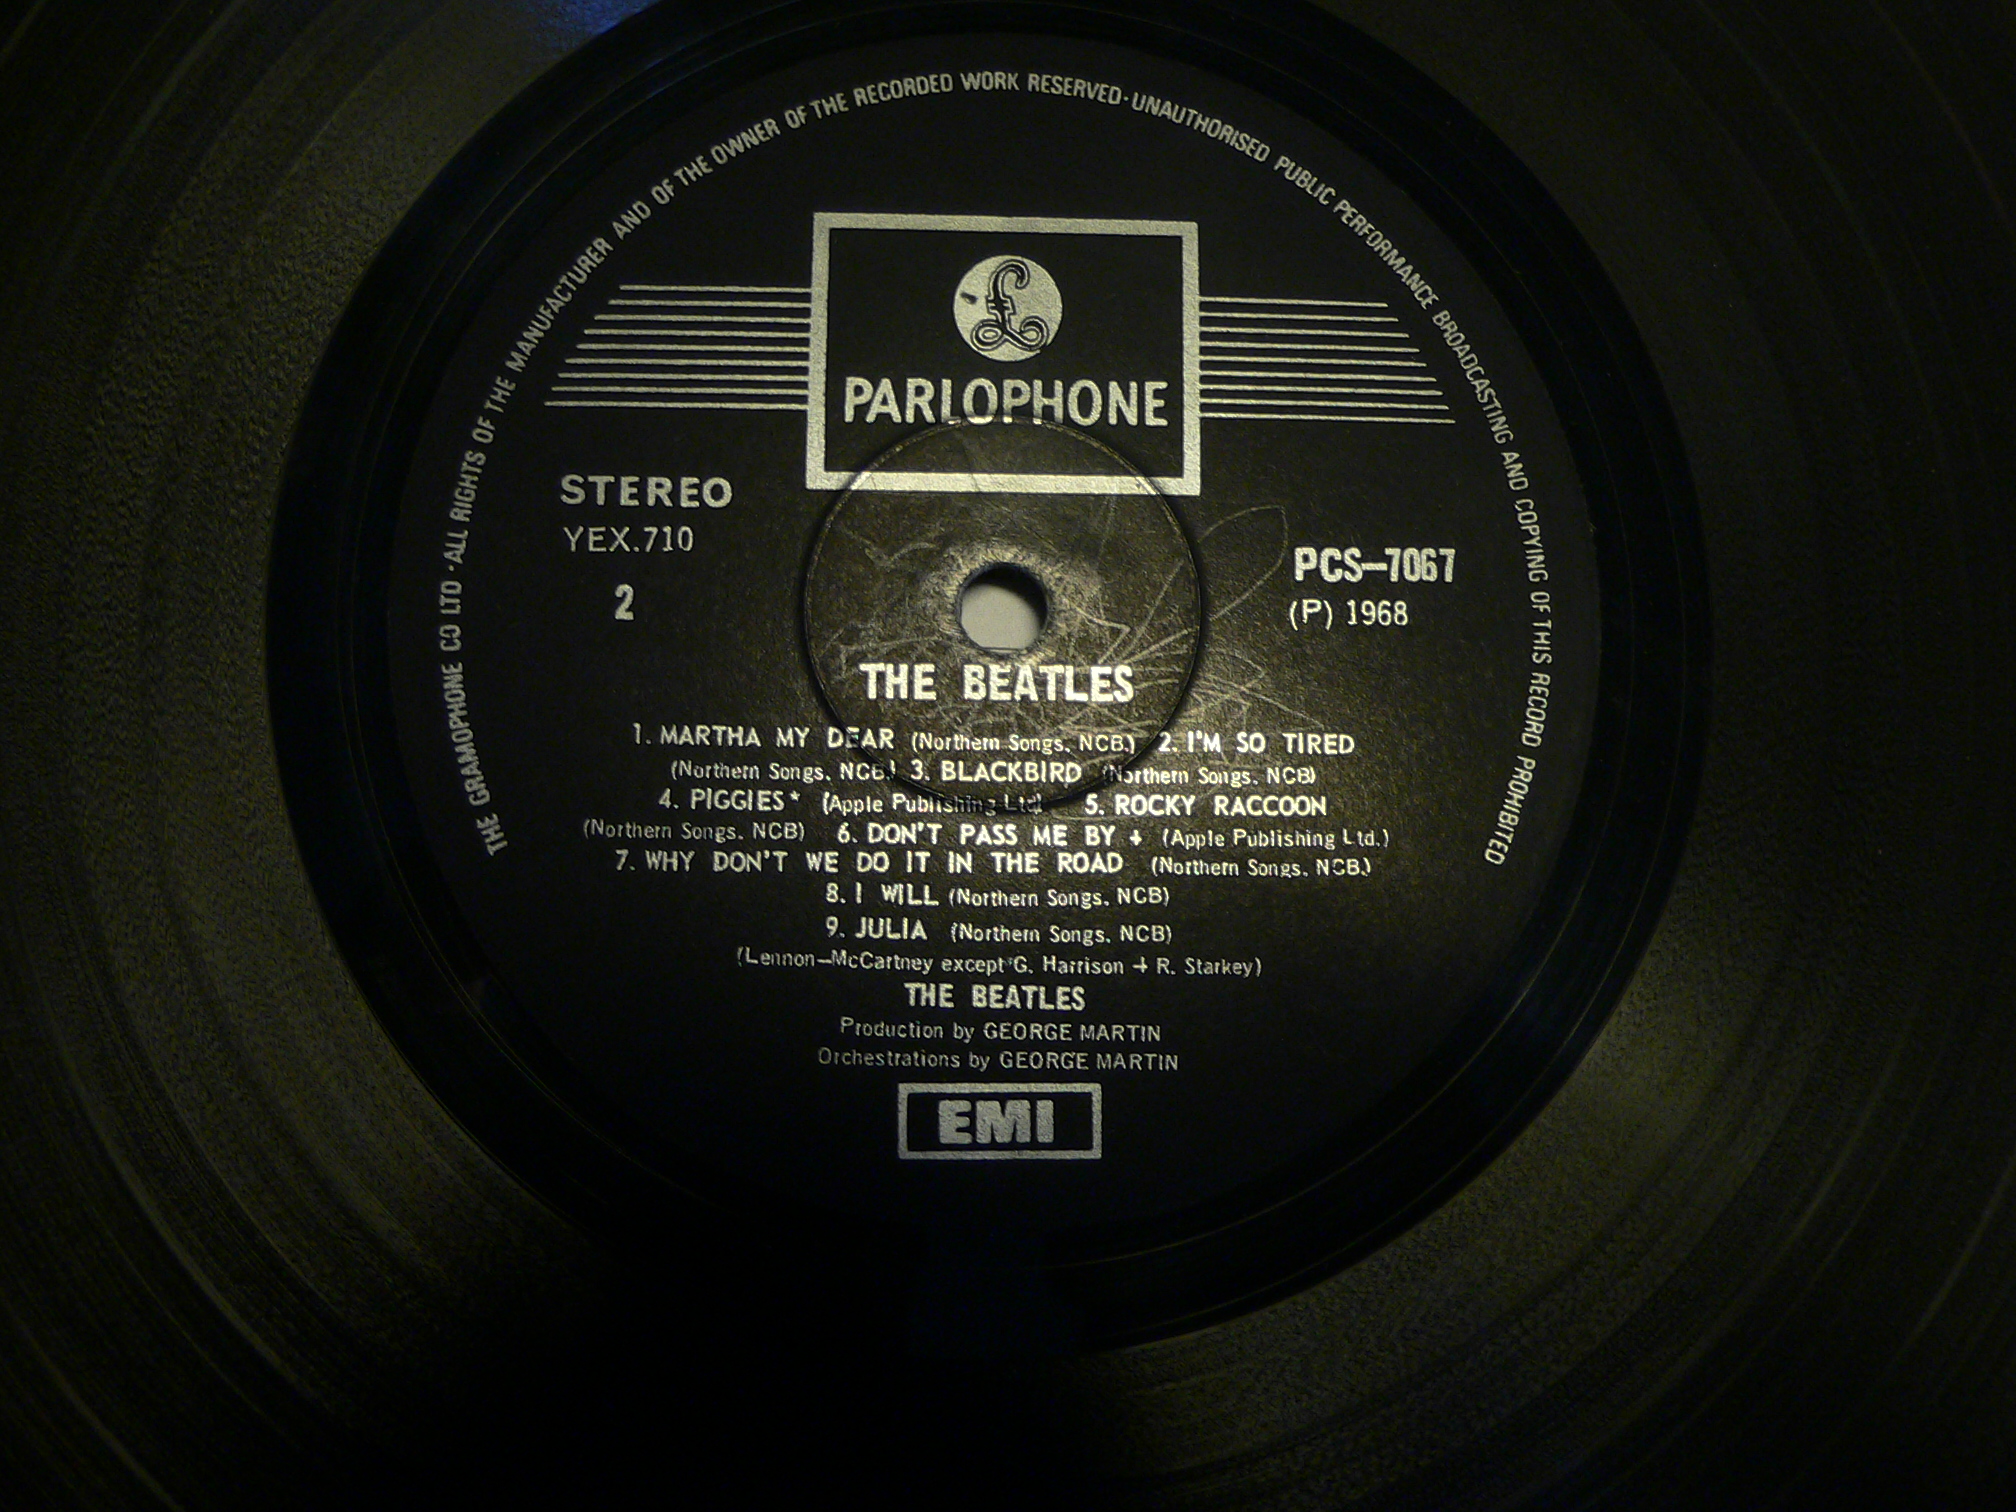 THE GRAMOPHONE CO LTD · ALL RIGHTS OF THE MANUFACTURER AND OF THE OWNER OF THE RECORDED WORK RESERVED · UNAUTHORISED PUBLIC PERFORMANCE BROADCASTING AND COPYING OF THIS RECORD PROHIBITED
£
PARLOPHONE
STEREO
YEX.710
2
PCS–7067
(P) 1968
THE BEATLES
1. MARTHA MY DEAR (Northern Songs. NCB.) 2. I'M SO TIRED
(Northern Songs. NCB.) 3. BLACKBIRD (Northern Songs. NCB)
4. PIGGIES* (Apple Publishing Ltd) 5. ROCKY RACCOON
(Northern Songs. NCB) 6. DON'T PASS ME BY + (Apple Publishing Ltd.)
7. WHY DON'T WE DO IT IN THE ROAD (Northern Songs. NCB.)
8. I WILL (Northern Songs. NCB)
9. JULIA (Northern Songs. NCB)
(Lennon–McCartney except *G. Harrison + R. Starkey)
THE BEATLES
Production by GEORGE MARTIN
Orchestrations by GEORGE MARTIN
EMI